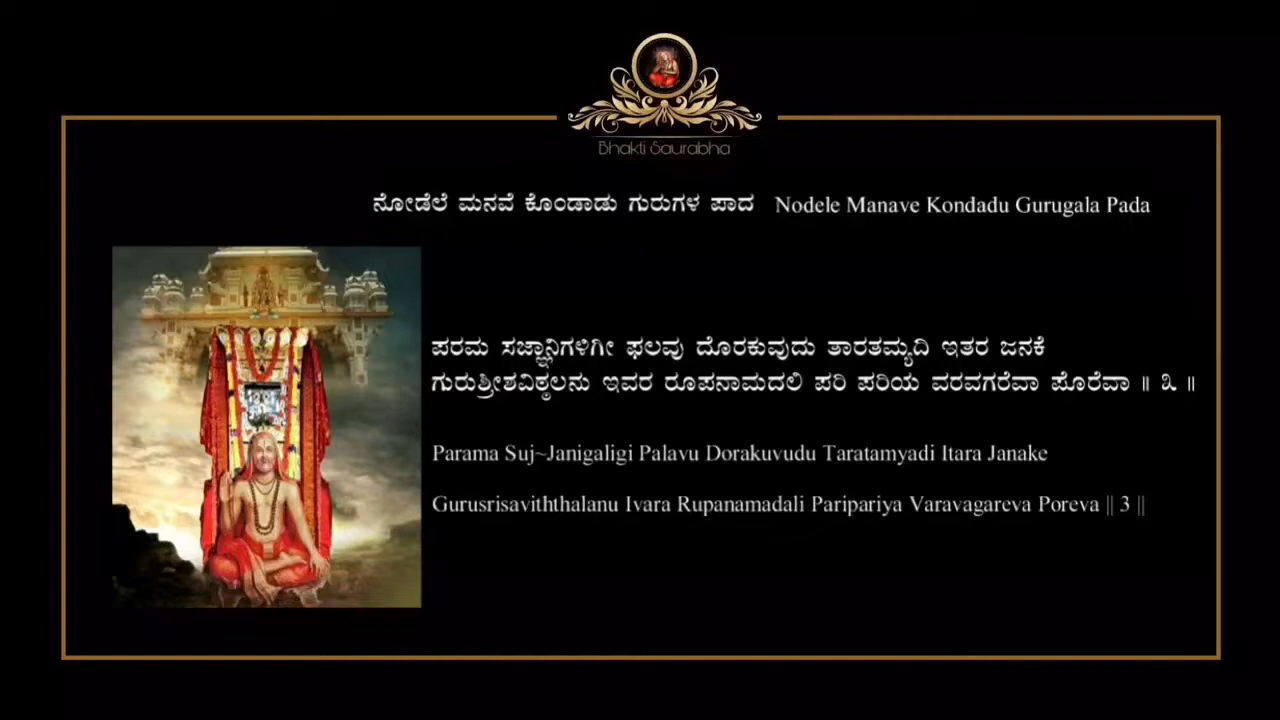 Bhakti Saurabha
ನೋಡೆಲೆ ಮನವೆ ಕೊಂಡಾಡು ಗುರುಗಳ ಪಾದ Nodele Manave Kondadu Gurugala Pada
ಪರಮ ಸಜ್ಞಾನಿಗಳಿಗೀ ಫಲವು ದೊರಕುವುದು ತಾರತಮ್ಯದಿ ಇತರ ಜನಕೆ
ಗುರುಶ್ರೀಶವಿಠ್ಠಲನು ಇವರ ರೂಪನಾಮದಲಿ ಪರಿ ಪರಿಯ ವರವಗರೆವಾ ಪೊರೆವಾ ॥ ೩ ॥
Parama Suj~Janigaligi Palavu Dorakuvudu Taratamyadi Itara Janake
Gurusrisaviththalanu Ivara Rupanamadali Paripariya Varavagareva Poreva || 3 ||